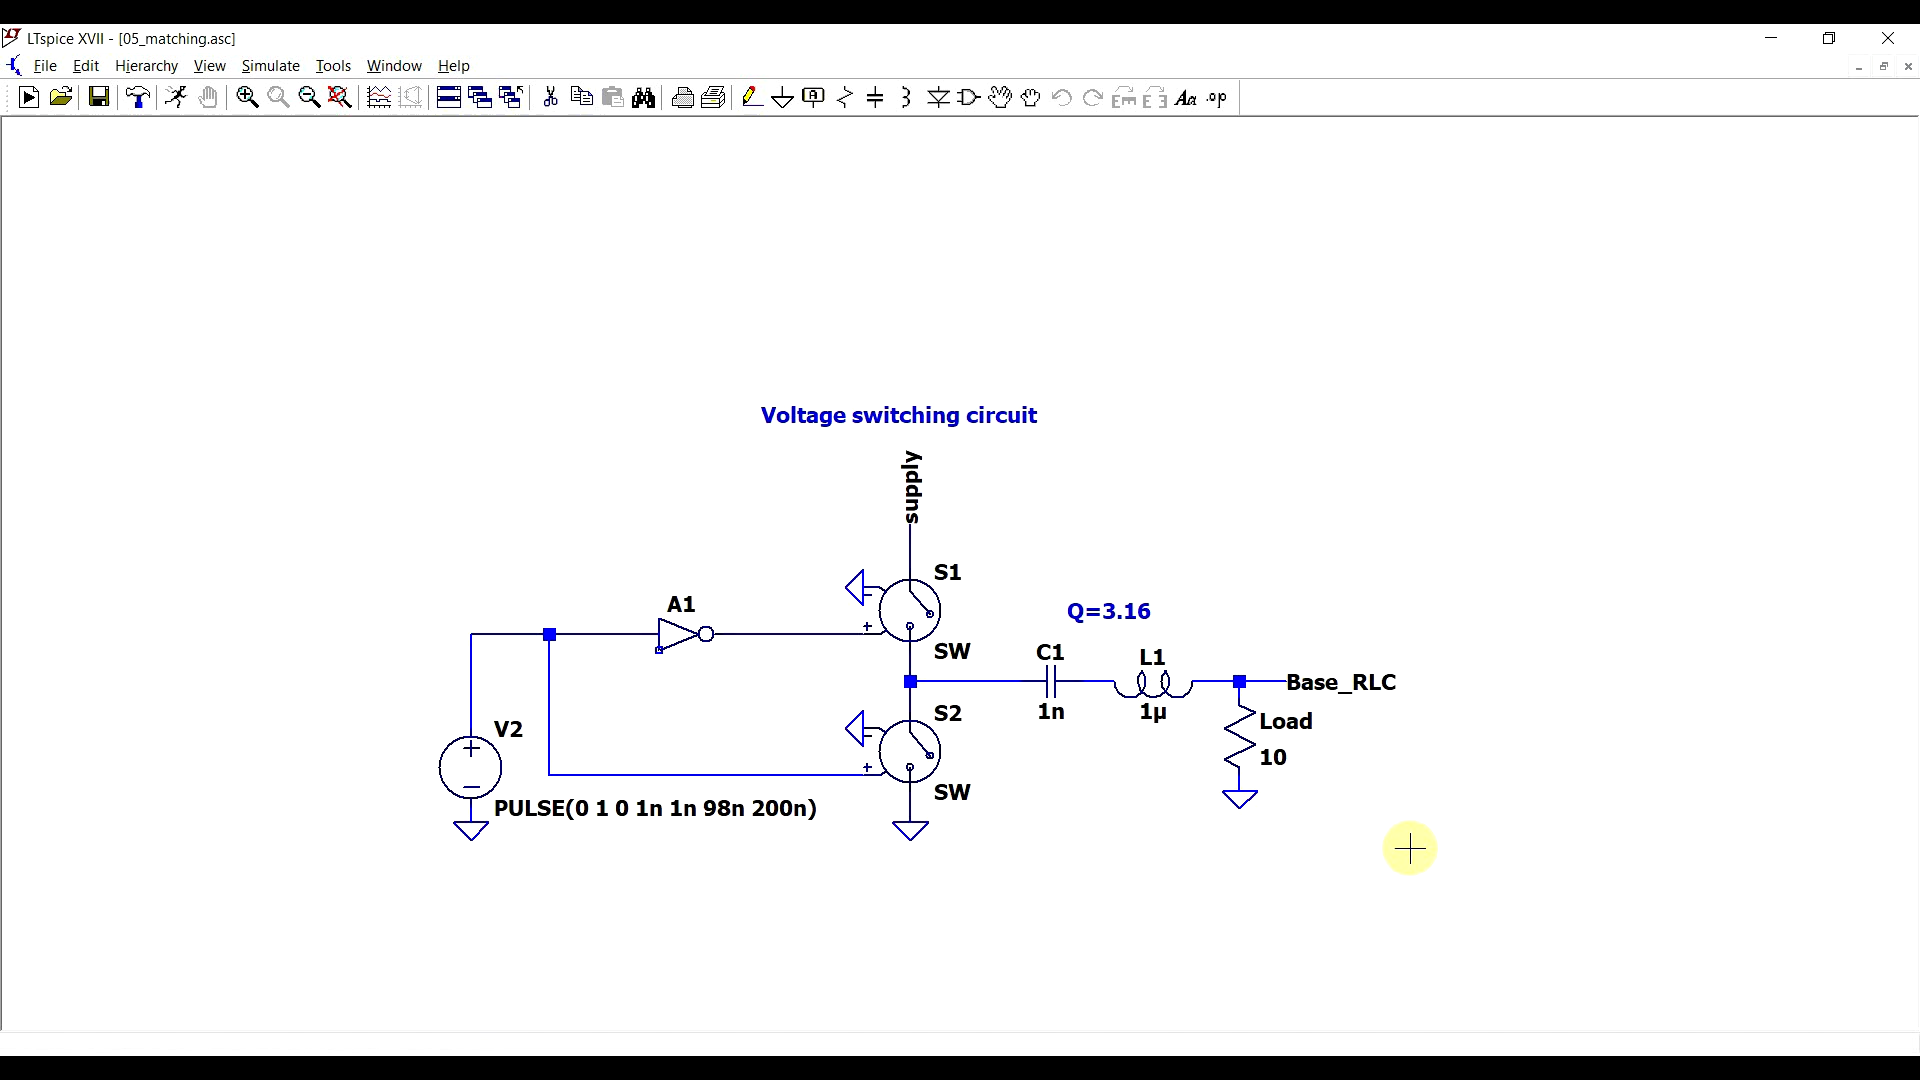 LTspice XVII - [05_matching.asc]
File Edit Hierarchy View Simulate Tools Window Help
Aa .op
Voltage switching circuit
supply
S1
A1
Q=3.16
SW
C1
L1
Base_RLC
1n
1µ
S2
Load
V2
10
SW
PULSE(0 1 0 1n 1n 98n 200n)